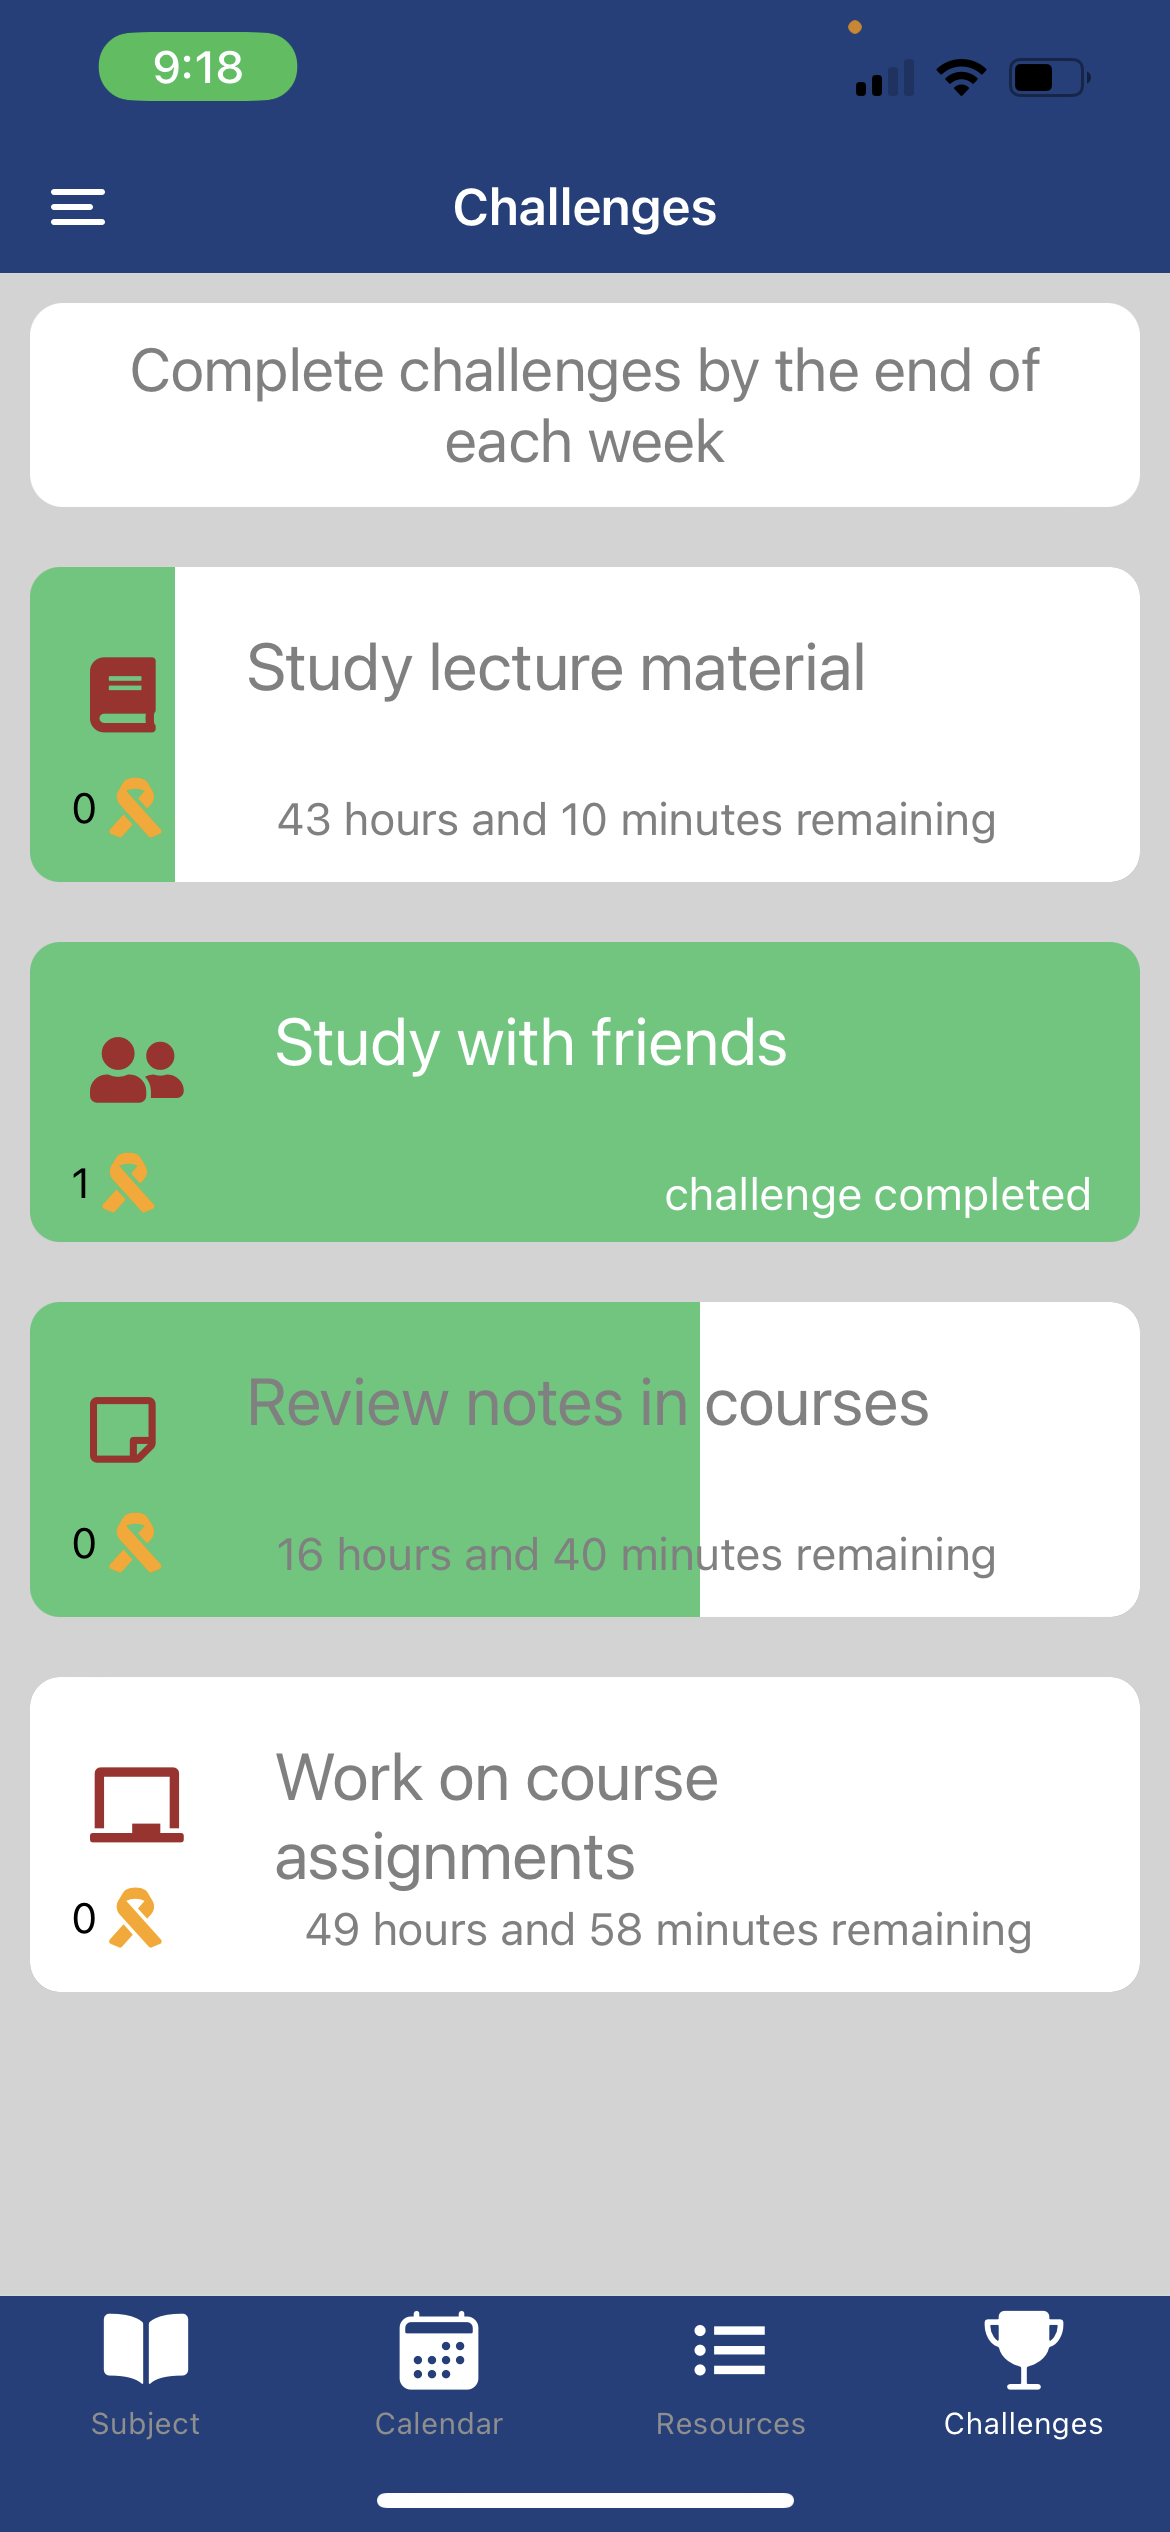 9:18
Challenges
Complete challenges by the end of
each week
Study lecture material
0
43 hours and 10 minutes remaining
Study with friends
1
challenge completed
Review notes in courses
0
16 hours and 40 minutes remaining
Work on course
assignments
0
49 hours and 58 minutes remaining
Subject
Calendar
Resources
Challenges